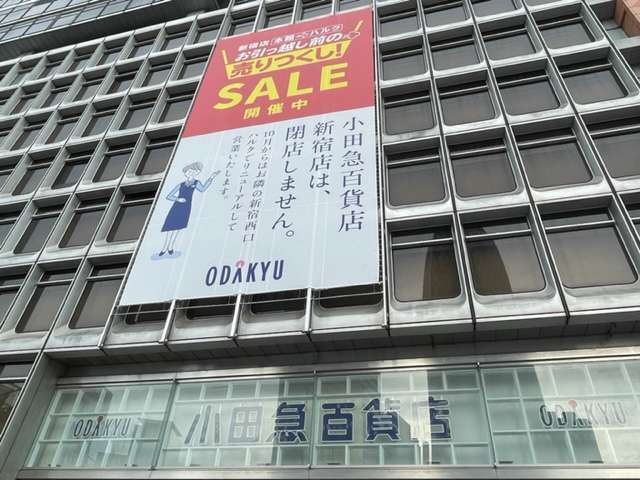 新宿店[本館→ハルク]
お引っ越し前の
売りつくし!
SALE
開催中
小田急百貨店
新宿店は、
閉店しません。
10月からはお隣の新宿西口
ハルクでリニューアルして
営業いたします。
ODAKYU
ODAKYU
小田急百貨店
ODAKYU